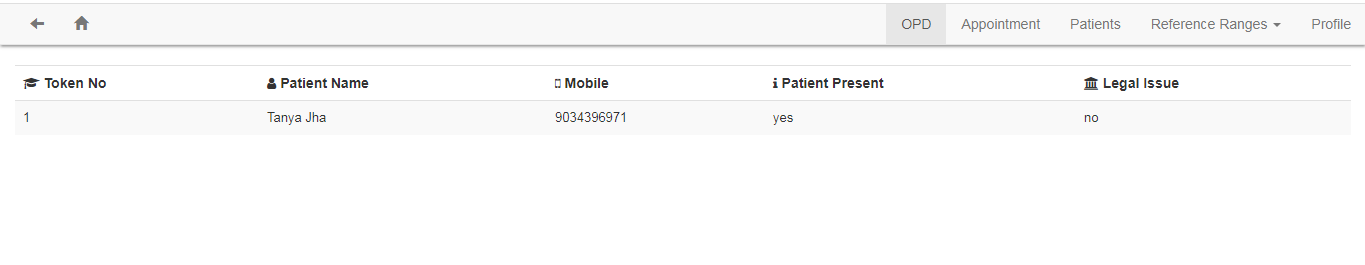 OPD Appointment Patients Reference Ranges Profile
Token No Patient Name Mobile Patient Present Legal Issue
1 Tanya Jha 9034396971 yes no